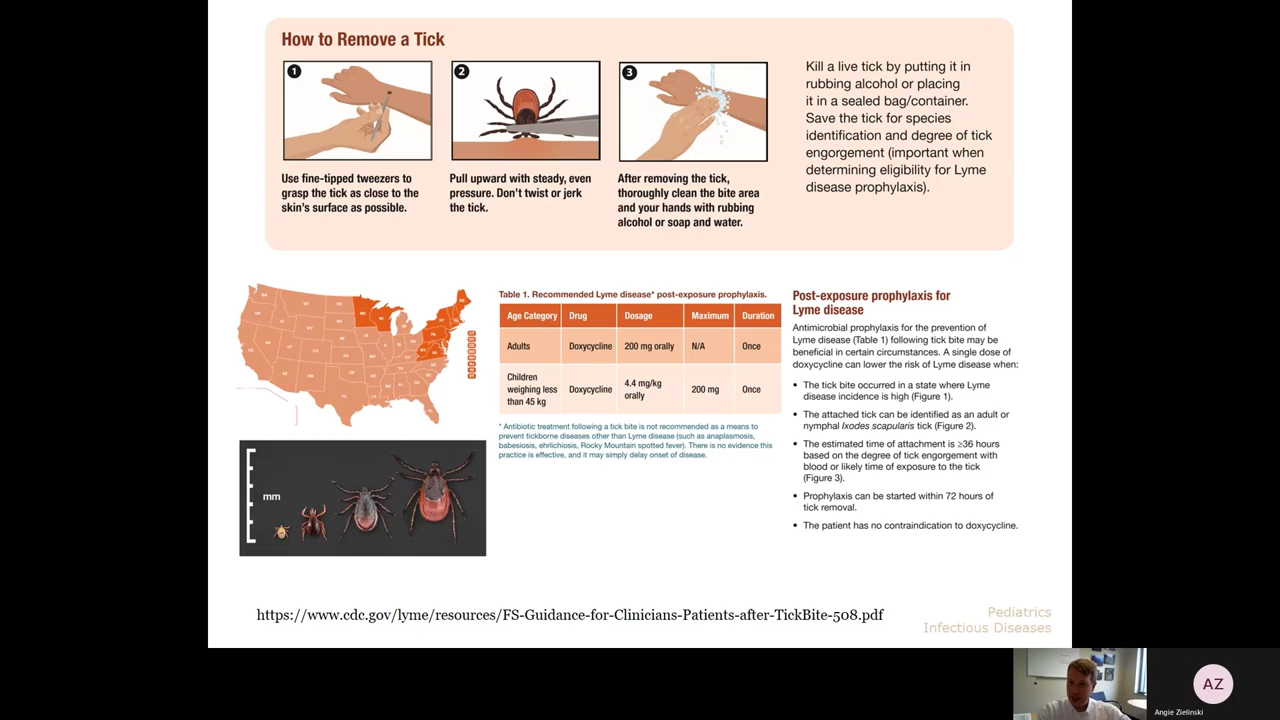 How to Remove a Tick
1
2
3
Use fine-tipped tweezers to
grasp the tick as close to the
skin's surface as possible.
Pull upward with steady, even
pressure. Don't twist or jerk
the tick.
After removing the tick,
thoroughly clean the bite area
and your hands with rubbing
alcohol or soap and water.
Kill a live tick by putting it in
rubbing alcohol or placing
it in a sealed bag/container.
Save the tick for species
identification and degree of tick
engorgement (important when
determining eligibility for Lyme
disease prophylaxis).
mm
Table 1. Recommended Lyme disease* post-exposure prophylaxis.
Age Category Drug Dosage Maximum Duration
Adults Doxycycline 200 mg orally N/A Once
Children
weighing less
than 45 kg
Doxycycline
4.4 mg/kg
orally
200 mg
Once
* Antibiotic treatment following a tick bite is not recommended as a means to
prevent tickborne diseases other than Lyme disease (such as anaplasmosis,
babesiosis, ehrlichiosis, Rocky Mountain spotted fever). There is no evidence this
practice is effective, and it may simply delay onset of disease.
Post-exposure prophylaxis for
Lyme disease
Antimicrobial prophylaxis for the prevention of
Lyme disease (Table 1) following tick bite may be
beneficial in certain circumstances. A single dose of
doxycycline can lower the risk of Lyme disease when:
• The tick bite occurred in a state where Lyme
disease incidence is high (Figure 1).
• The attached tick can be identified as an adult or
nymphal Ixodes scapularis tick (Figure 2).
• The estimated time of attachment is ≥36 hours
based on the degree of tick engorgement with
blood or likely time of exposure to the tick
(Figure 3).
• Prophylaxis can be started within 72 hours of
tick removal.
• The patient has no contraindication to doxycycline.
https://www.cdc.gov/lyme/resources/FS-Guidance-for-Clinicians-Patients-after-TickBite-508.pdf
Pediatrics
Infectious Diseases
AZ
Angie Zielinski